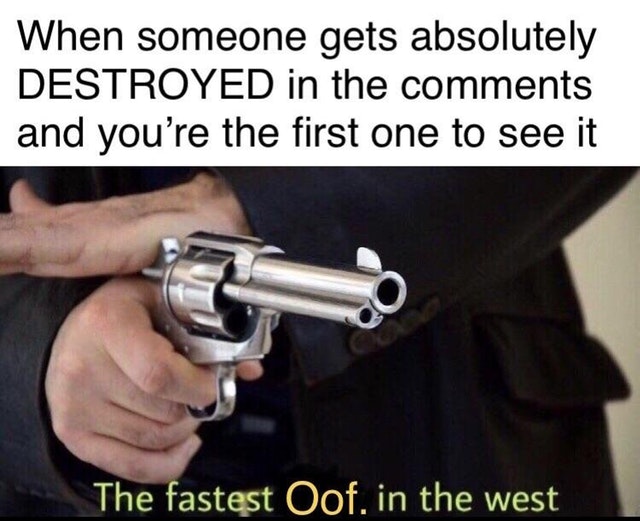 When someone gets absolutely
DESTROYED in the comments
and you're the first one to see it
The fastest Oof. in the west